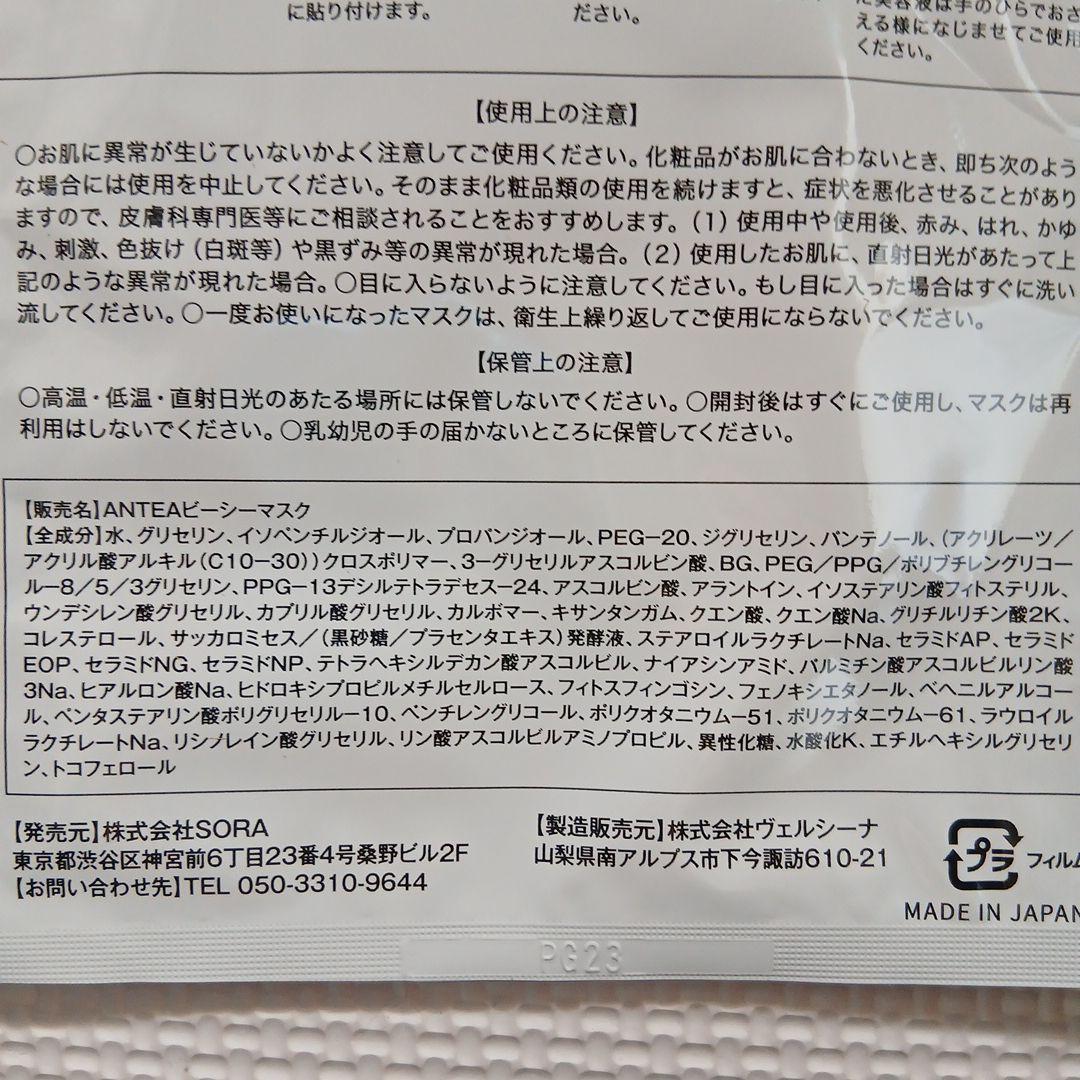 に貼り付けます。
ださい。
た美容液は手のひらでおさ
える様になじませてご使用
ください。
【使用上の注意】
○お肌に異常が生じていないかよく注意してご使用ください。化粧品がお肌に合わないとき、即ち次のよう
な場合には使用を中止してください。そのまま化粧品類の使用を続けますと、症状を悪化させることがあり
ますので、皮膚科専門医等にご相談されることをおすすめします。(1)使用中や使用後、赤み、はれ、かゆ
み、刺激、色抜け(白斑等)や黒ずみ等の異常が現れた場合。(2)使用したお肌に、直射日光があたって上
記のような異常が現れた場合。○目に入らないように注意してください。もし目に入った場合はすぐに洗い
流してください。○一度お使いになったマスクは、衛生上繰り返してご使用にならないでください。
【保管上の注意】
○高温・低温・直射日光のあたる場所には保管しないでください。○開封後はすぐにご使用し、マスクは再
利用はしないでください。○乳幼児の手の届かないところに保管してください。
【販売名】ANTEAビーシーマスク
【全成分】水、グリセリン、イソペンチルジオール、プロパンジオール、PEG-20、ジグリセリン、パンテノール、(アクリレーツ/
アクリル酸アルキル(C10-30))クロスポリマー、3-グリセリルアスコルビン酸、BG、PEG/PPG/ポリブチレングリコー
ル-8/5/3グリセリン、PPG-13デシルテトラデセス-24、アスコルビン酸、アラントイン、イソステアリン酸フィトステリル、
ウンデシレン酸グリセリル、カプリル酸グリセリル、カルボマー、キサンタンガム、クエン酸、クエン酸Na、グリチルリチン酸2K、
コレステロール、サッカロミセス/(黒砂糖/プラセンタエキス)発酵液、ステアロイルラクチレートNa、セラミドAP、セラミド
EOP、セラミドNG、セラミドNP、テトラヘキシルデカン酸アスコルビル、ナイアシンアミド、パルミチン酸アスコルビルリン酸
3Na、ヒアルロン酸Na、ヒドロキシプロピルメチルセルロース、フィトスフィンゴシン、フェノキシエタノール、ベヘニルアルコー
ル、ペンタステアリン酸ポリグリセリル-10、ペンチレングリコール、ポリクオタニウム-51、ポリクオタニウム-61、ラウロイル
ラクチレートNa、リシノレイン酸グリセリル、リン酸アスコルビルアミノプロピル、異性化糖、水酸化K、エチルヘキシルグリセリ
ン、トコフェロール
【発売元】株式会社SORA
東京都渋谷区神宮前6丁目23番4号桑野ビル2F
【お問い合わせ先】TEL 050-3310-9644
【製造販売元】株式会社ヴェルシーナ
山梨県南アルプス市下今諏訪610-21
プラ
フィルム
MADE IN JAPAN
PG23